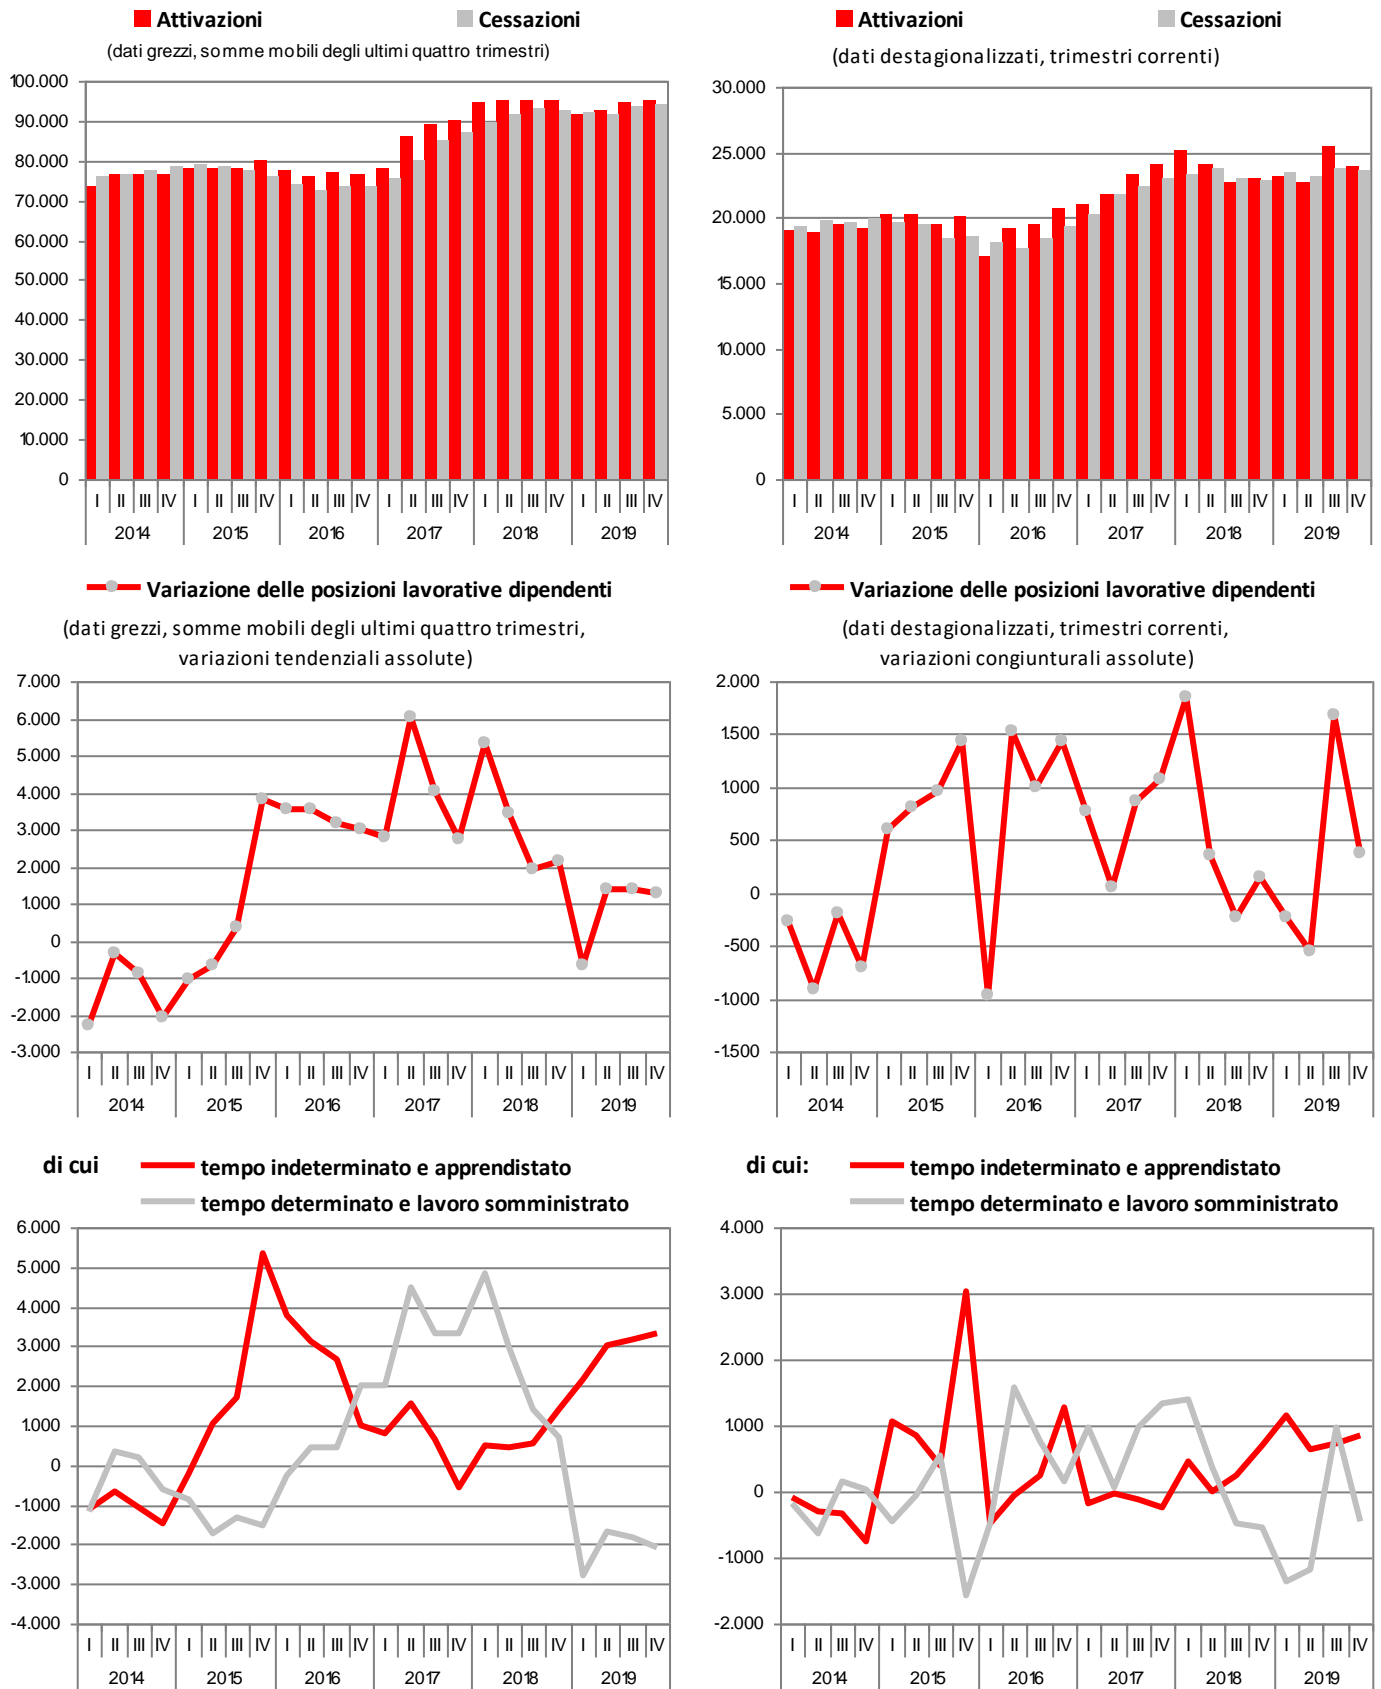 Attivazioni Cessazioni
(dati grezzi, somme mobili degli ultimi quattro trimestri)
100.000
90.000
80.000
70.000
60.000
50.000
40.000
30.000
20.000
10.000
0
I II III IV I II III IV I II III IV I II III IV I II III IV I II III IV
2014 2015 2016 2017 2018 2019
Attivazioni Cessazioni
(dati destagionalizzati, trimestri correnti)
30.000
25.000
20.000
15.000
10.000
5.000
0
I II III IV I II III IV I II III IV I II III IV I II III IV I II III IV
2014 2015 2016 2017 2018 2019
Variazione delle posizioni lavorative dipendenti
(dati grezzi, somme mobili degli ultimi quattro trimestri,
variazioni tendenziali assolute)
7.000
6.000
5.000
4.000
3.000
2.000
1.000
0
-1.000
-2.000
-3.000
I II III IV I II III IV I II III IV I II III IV I II III IV I II III IV
2014 2015 2016 2017 2018 2019
Variazione delle posizioni lavorative dipendenti
(dati destagionalizzati, trimestri correnti,
variazioni congiunturali assolute)
2.000
1.500
1.000
500
0
-500
-1.000
-1.500
I II III IV I II III IV I II III IV I II III IV I II III IV I II III IV
2014 2015 2016 2017 2018 2019
di cui tempo indeterminato e apprendistato
tempo determinato e lavoro somministrato
6.000
5.000
4.000
3.000
2.000
1.000
0
-1.000
-2.000
-3.000
-4.000
I II III IV I II III IV I II III IV I II III IV I II III IV I II III IV
2014 2015 2016 2017 2018 2019
di cui: tempo indeterminato e apprendistato
tempo determinato e lavoro somministrato
4.000
3.000
2.000
1.000
0
-1.000
-2.000
I II III IV I II III IV I II III IV I II III IV I II III IV I II III IV
2014 2015 2016 2017 2018 2019